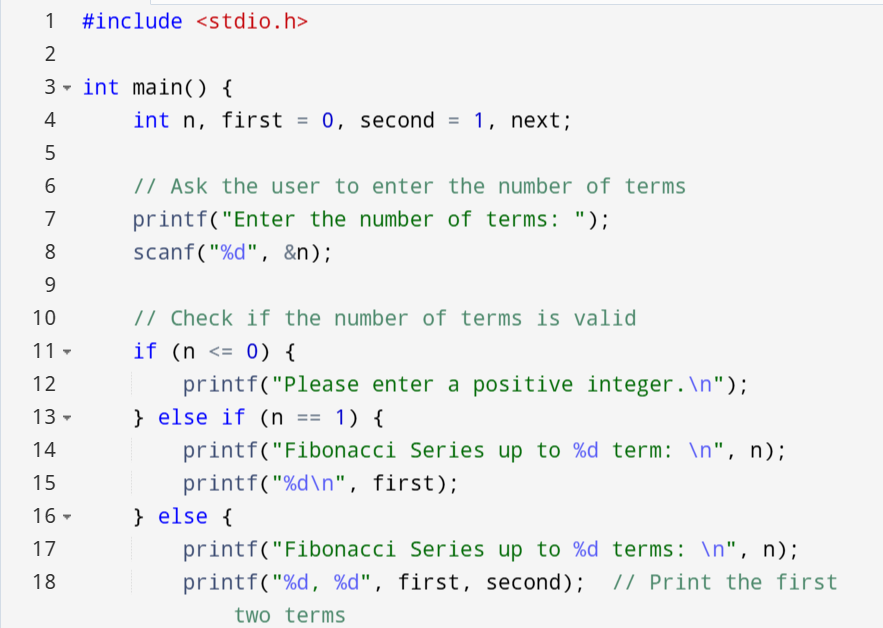 1 #include <stdio.h>
2
3 int main() {
4     int n, first = 0, second = 1, next;
5
6     // Ask the user to enter the number of terms
7     printf("Enter the number of terms: ");
8     scanf("%d", &n);
9
10     // Check if the number of terms is valid
11     if (n <= 0) {
12         printf("Please enter a positive integer.\n");
13     } else if (n == 1) {
14         printf("Fibonacci Series up to %d term: \n", n);
15         printf("%d\n", first);
16     } else {
17         printf("Fibonacci Series up to %d terms: \n", n);
18         printf("%d, %d", first, second);  // Print the first
            two terms